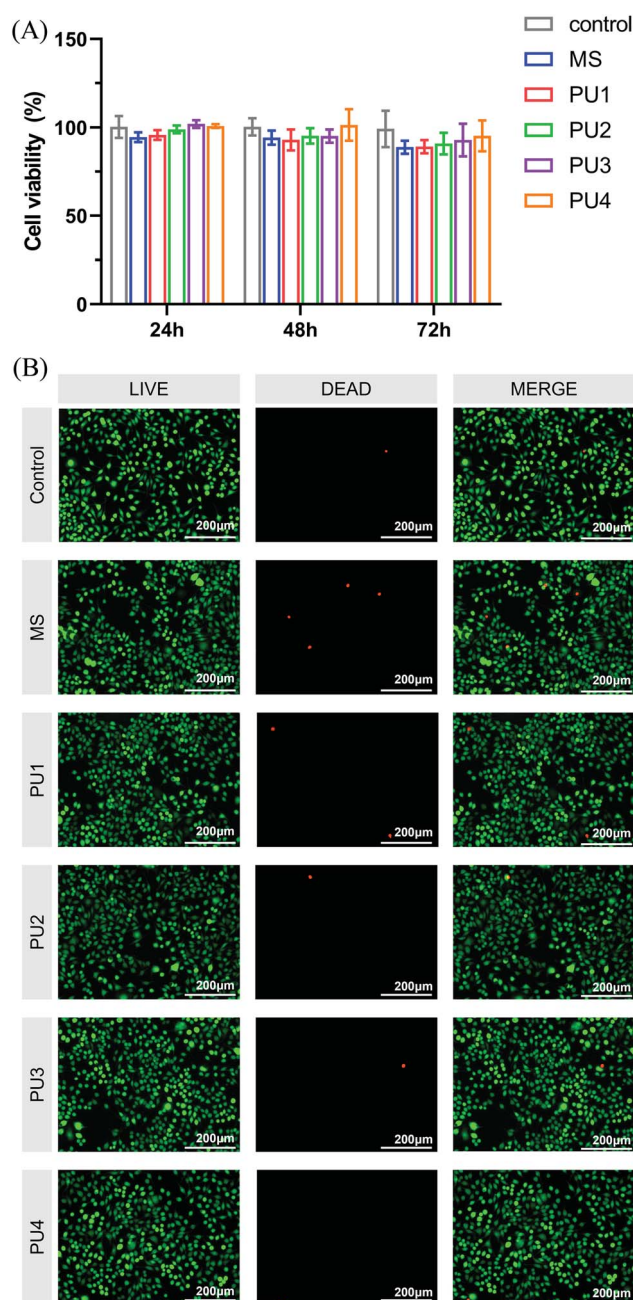 (A)
150
100
50
0
Cell viability (%)
24h
48h
72h
control
MS
PU1
PU2
PU3
PU4
(B)
LIVE
DEAD
MERGE
Control
200μm
200μm
200μm
MS
200μm
200μm
200μm
PU1
200μm
200μm
200μm
PU2
200μm
200μm
200μm
PU3
200μm
200μm
200μm
PU4
200μm
200μm
200μm